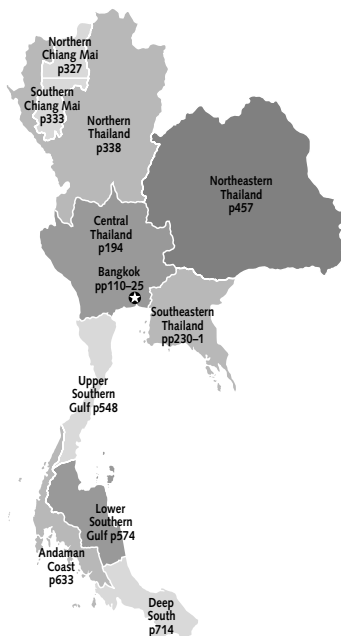 Northern
Chiang Mai
p327
Southern
Chiang Mai
p333
Northern
Thailand
p338
Northeastern
Thailand
p457
Central
Thailand
p194
Bangkok
pp110–25
Southeastern
Thailand
pp230–1
Upper
Southern
Gulf p548
Lower
Southern
Gulf p574
Andaman
Coast
p633
Deep
South
p714